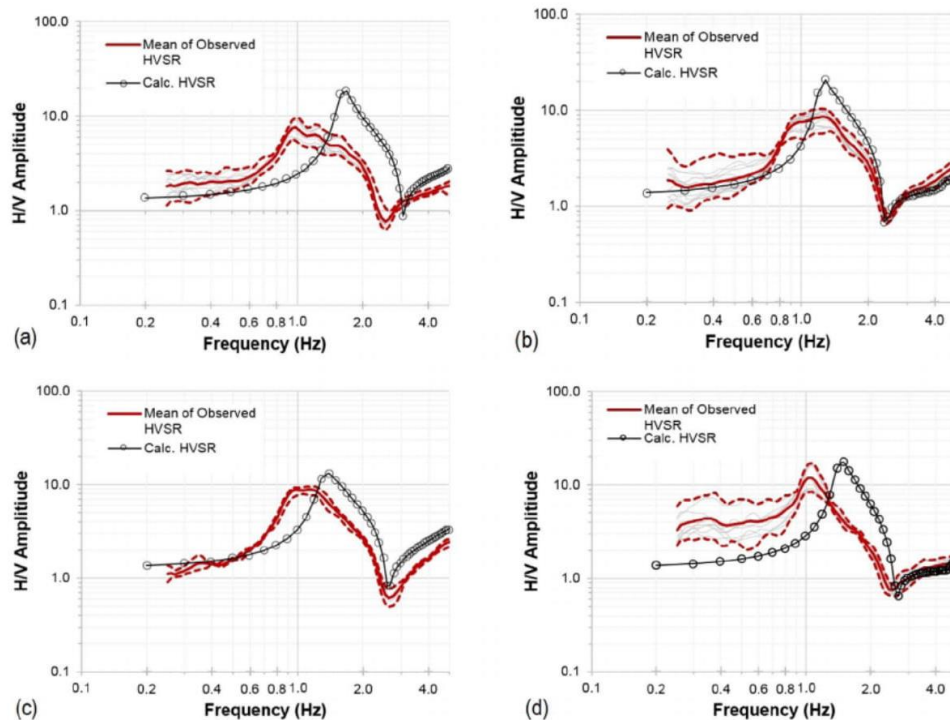 100.0
Mean of Observed
HVSR
Calc. HVSR
10.0
H/V Amplitiude
1.0
0.1
0.1 0.2 0.4 0.6 0.8 1.0 2.0 4.0
(a) Frequency (Hz)
100.0
Mean of Observed
HVSR
Calc. HVSR
10.0
H/V Amplitiude
1.0
0.1
0.1 0.2 0.4 0.6 0.8 1.0 2.0 4.0
(b) Frequency (Hz)
100.0
Mean of Observed
HVSR
Calc. HVSR
10.0
H/V Amplitiude
1.0
0.1
0.1 0.2 0.4 0.6 0.8 1.0 2.0 4.0
(c) Frequency (Hz)
100.0
Mean of Observed
HVSR
Calc. HVSR
10.0
H/V Amplitiude
1.0
0.1
0.1 0.2 0.4 0.6 0.8 1.0 2.0 4.0
(d) Frequency (Hz)